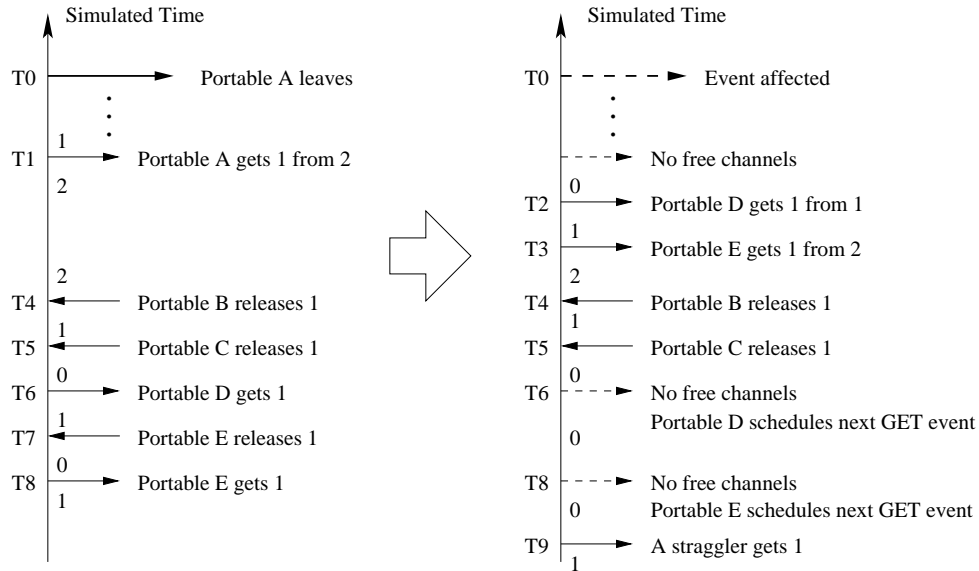 Simulated Time
T0 Portable A leaves
1
T1 Portable A gets 1 from 2
2
2
T4 Portable B releases 1
1
T5 Portable C releases 1
0
T6 Portable D gets 1
1
T7 Portable E releases 1
0
T8 Portable E gets 1
1
Simulated Time
T0 Event affected
No free channels
0
T2 Portable D gets 1 from 1
1
T3 Portable E gets 1 from 2
2
T4 Portable B releases 1
1
T5 Portable C releases 1
0
T6 No free channels
Portable D schedules next GET event
0
T8 No free channels
0 Portable E schedules next GET event
T9 A straggler gets 1
1